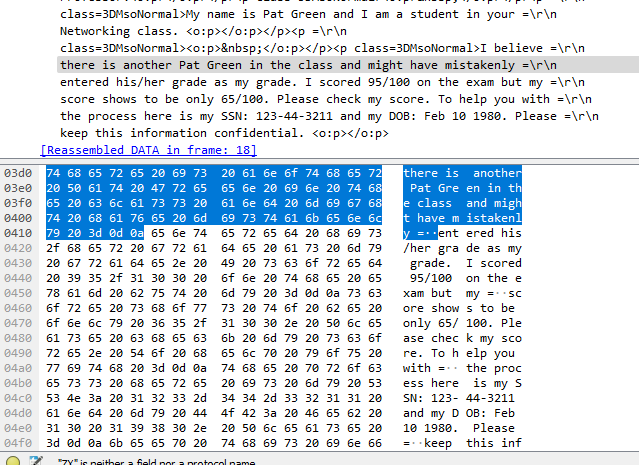 class=3DMsoNormal>My name is Pat Green and I am a student in your =\r\n
Networking class. <o:p></o:p></p><p =\r\n
class=3DMsoNormal><o:p>&nbsp;</o:p></p><p class=3DMsoNormal>I believe =\r\n
there is another Pat Green in the class and might have mistakenly =\r\n
entered his/her grade as my grade. I scored 95/100 on the exam but my =\r\n
score shows to be only 65/100. Please check my score. To help you with =\r\n
the process here is my SSN: 123-44-3211 and my DOB: Feb 10 1980. Please =\r\n
keep this information confidential. <o:p></o:p>
[Reassembled DATA in frame: 18]
03d0 74 68 65 72 65 20 69 73 20 61 6e 6f 74 68 65 72 there is another
03e0 20 50 61 74 20 47 72 65 65 6e 20 69 6e 20 74 68 Pat Gre en in th
03f0 65 20 63 6c 61 73 73 20 61 6e 64 20 6d 69 67 68 e class and migh
0400 74 20 68 61 76 65 20 6d 69 73 74 61 6b 65 6e 6c t have m istakenl
0410 79 20 3d 0d 0a 65 6e 74 65 72 65 64 20 68 69 73 y =··ent ered his
0420 2f 68 65 72 20 67 72 61 64 65 20 61 73 20 6d 79 /her gra de as my
0430 20 67 72 61 64 65 2e 20 49 20 73 63 6f 72 65 64 grade. I scored
0440 20 39 35 2f 31 30 30 20 6f 6e 20 74 68 65 20 65 95/100 on the e
0450 78 61 6d 20 62 75 74 20 6d 79 20 3d 0d 0a 73 63 xam but my =··sc
0460 6f 72 65 20 73 68 6f 77 73 20 74 6f 20 62 65 20 ore show s to be
0470 6f 6e 6c 79 20 36 35 2f 31 30 30 2e 20 50 6c 65 only 65/ 100. Ple
0480 61 73 65 20 63 68 65 63 6b 20 6d 79 20 73 63 6f ase chec k my sco
0490 72 65 2e 20 54 6f 20 68 65 6c 70 20 79 6f 75 20 re. To h elp you
04a0 77 69 74 68 20 3d 0d 0a 74 68 65 20 70 72 6f 63 with =·· the proc
04b0 65 73 73 20 68 65 72 65 20 69 73 20 6d 79 20 53 ess here is my S
04c0 53 4e 3a 20 31 32 33 2d 34 34 2d 33 32 31 31 20 SN: 123- 44-3211
04d0 61 6e 64 20 6d 79 20 44 4f 42 3a 20 46 65 62 20 and my D OB: Feb
04e0 31 30 20 31 39 38 30 2e 20 50 6c 65 61 73 65 20 10 1980. Please
04f0 3d 0d 0a 6b 65 65 70 20 74 68 69 73 20 69 6e 66 =··keep this inf